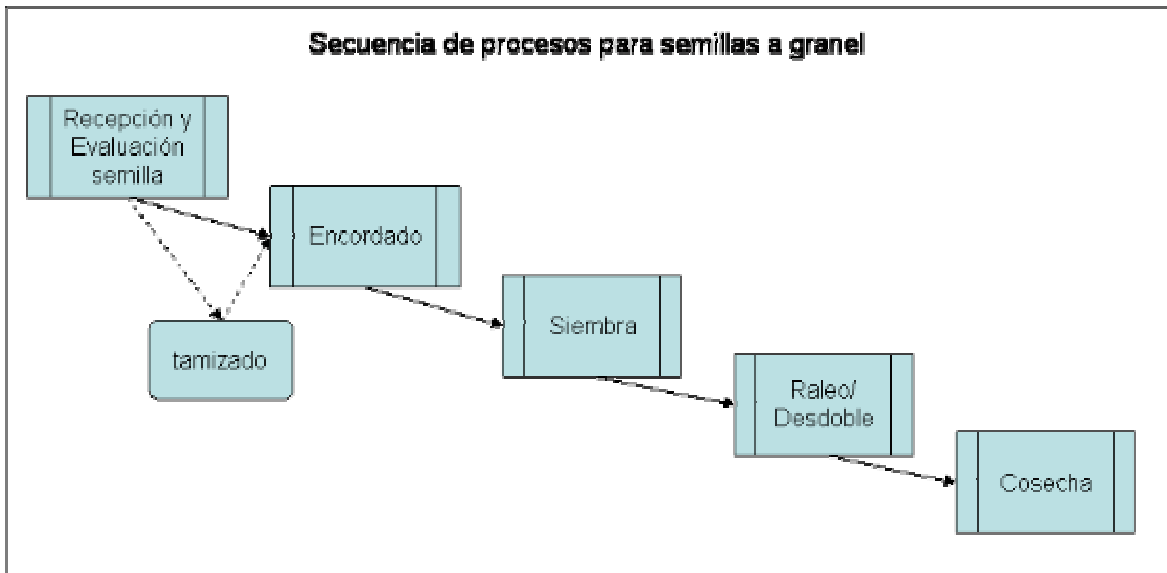 Secuencia de procesos para semillas a granel
Recepción y
Evaluación
semilla
Encordado
tamizado
Siembra
Raleo/
Desdoble
Cosecha